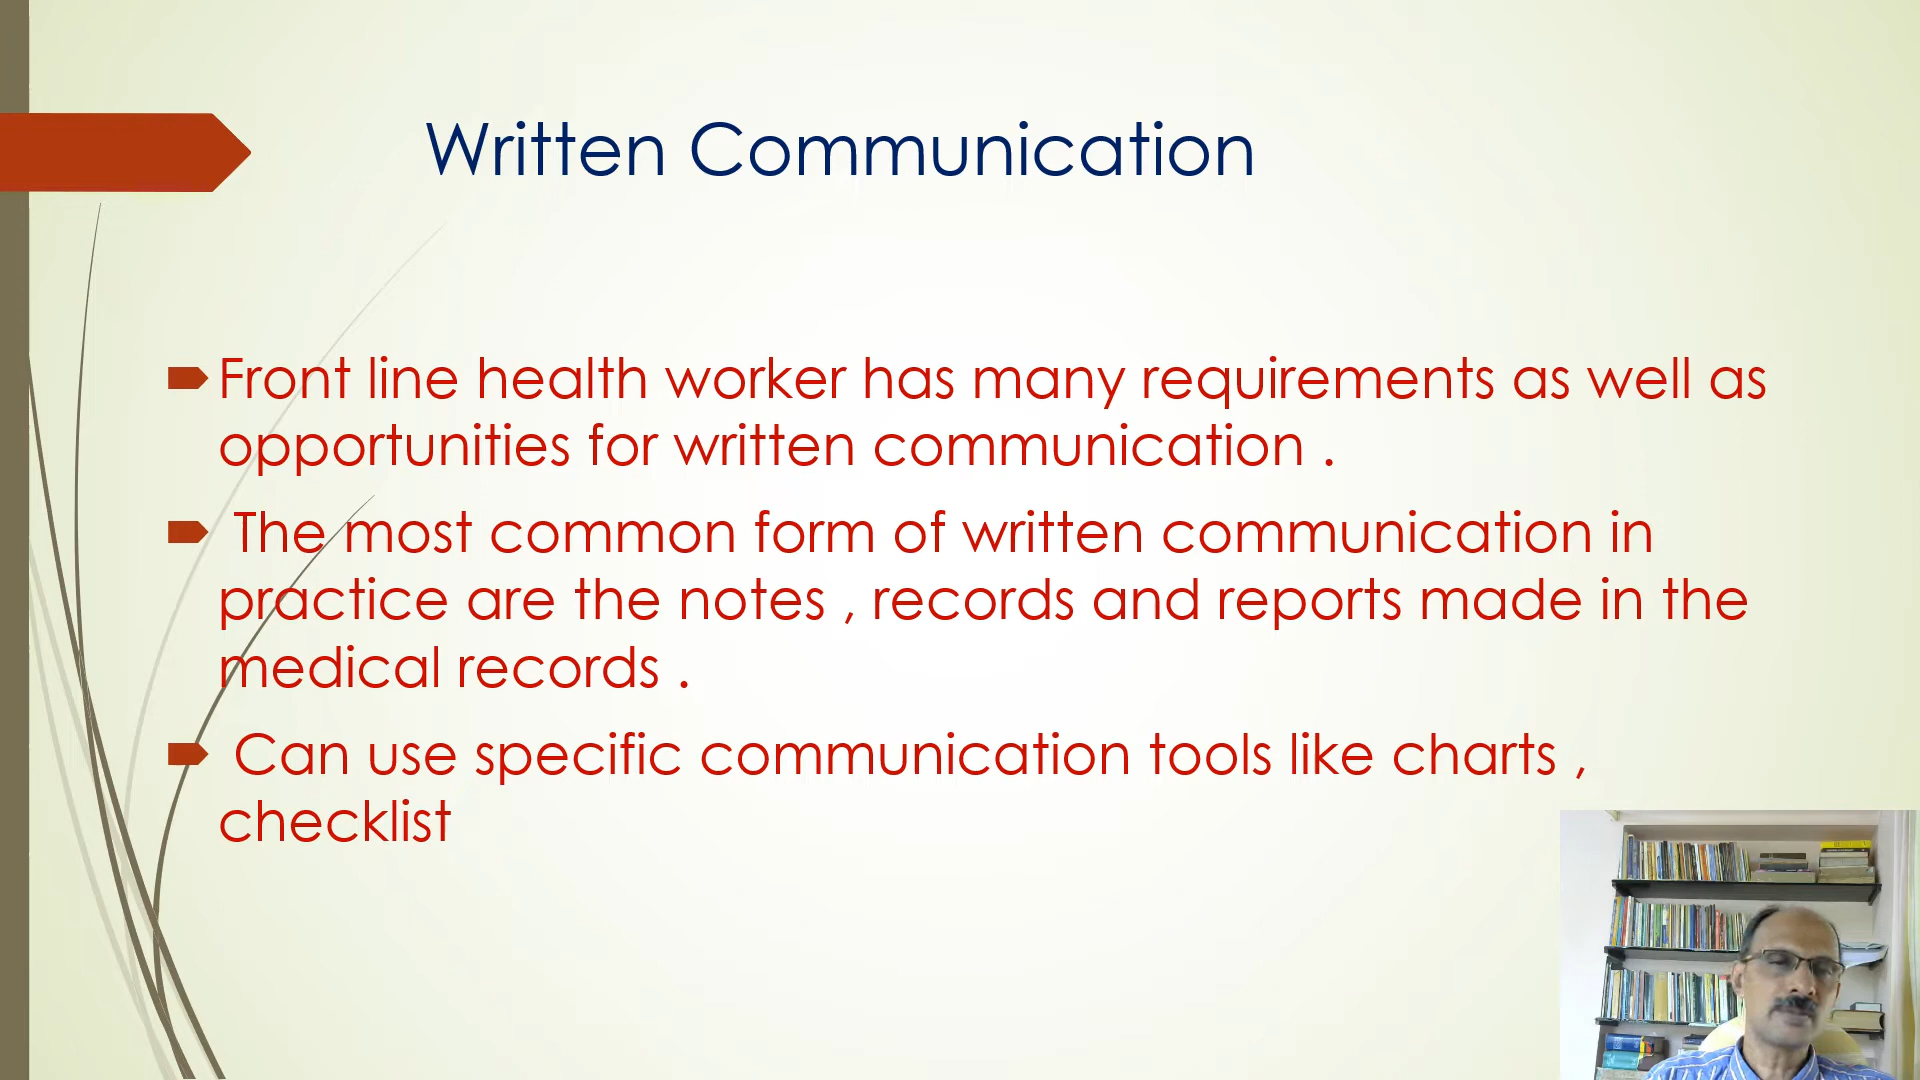 Written Communication
Front line health worker has many requirements as well as
opportunities for written communication .
The most common form of written communication in
practice are the notes , records and reports made in the
medical records .
Can use specific communication tools like charts ,
checklist